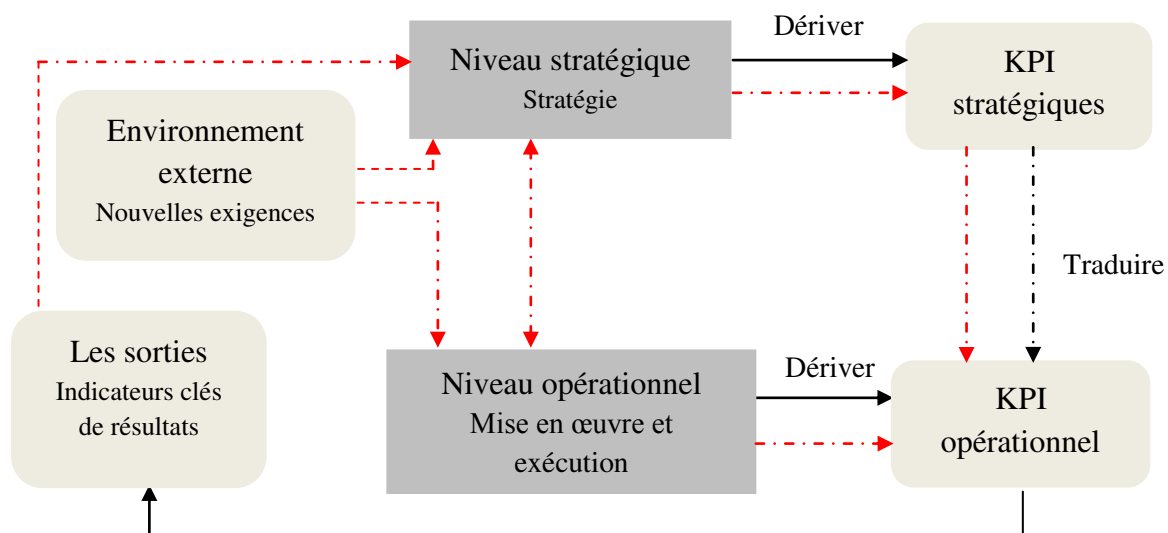 Dériver
Niveau stratégique
Stratégie
KPI
stratégiques
Environnement
externe
Nouvelles exigences
Traduire
Les sorties
Indicateurs clés
de résultats
Niveau opérationnel
Mise en œuvre et
exécution
Dériver
KPI
opérationnel